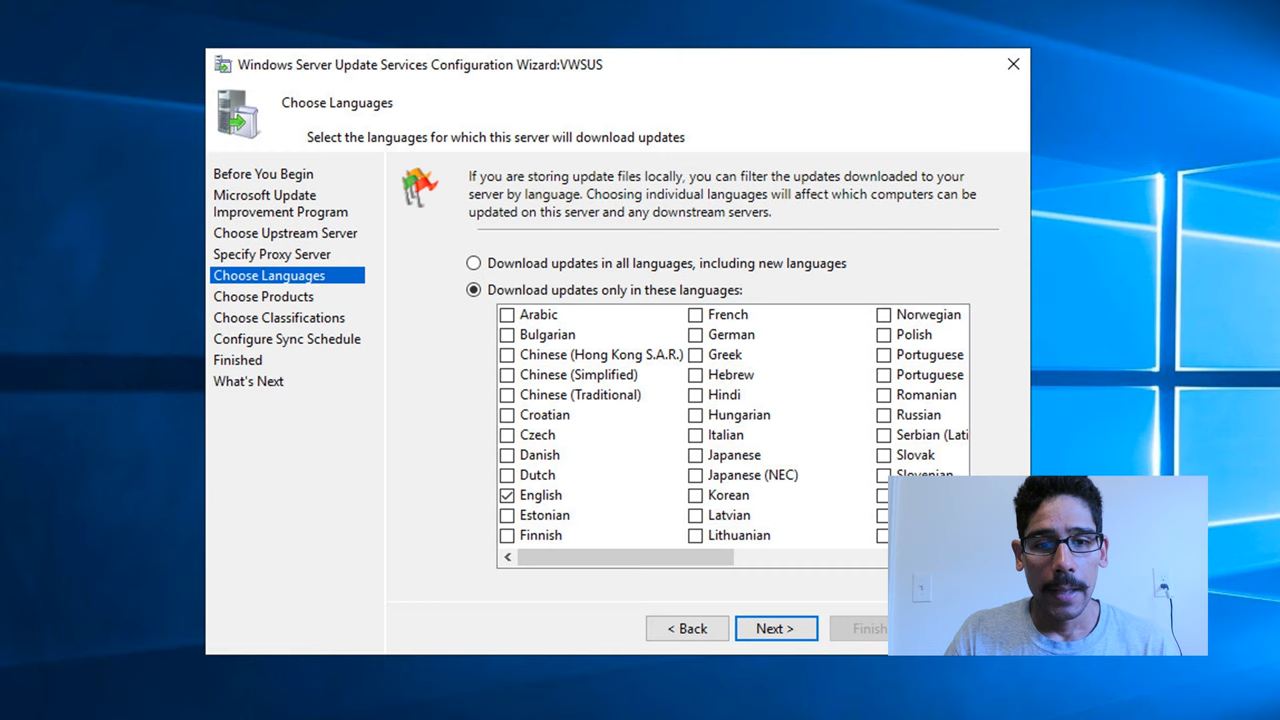 Windows Server Update Services Configuration Wizard:VWSUS
Choose Languages
Select the languages for which this server will download updates
Before You Begin
Microsoft Update
Improvement Program
Choose Upstream Server
Specify Proxy Server
Choose Languages
Choose Products
Choose Classifications
Configure Sync Schedule
Finished
What's Next
If you are storing update files locally, you can filter the updates downloaded to your
server by language. Choosing individual languages will affect which computers can be
updated on this server and any downstream servers.
Download updates in all languages, including new languages
Download updates only in these languages:
Arabic
Bulgarian
Chinese (Hong Kong S.A.R.)
Chinese (Simplified)
Chinese (Traditional)
Croatian
Czech
Danish
Dutch
English
Estonian
Finnish
French
German
Greek
Hebrew
Hindi
Hungarian
Italian
Japanese
Japanese (NEC)
Korean
Latvian
Lithuanian
Norwegian
Polish
Portuguese
Portuguese
Romanian
Russian
Serbian (Lati
Slovak
< Back
Next >
Finish